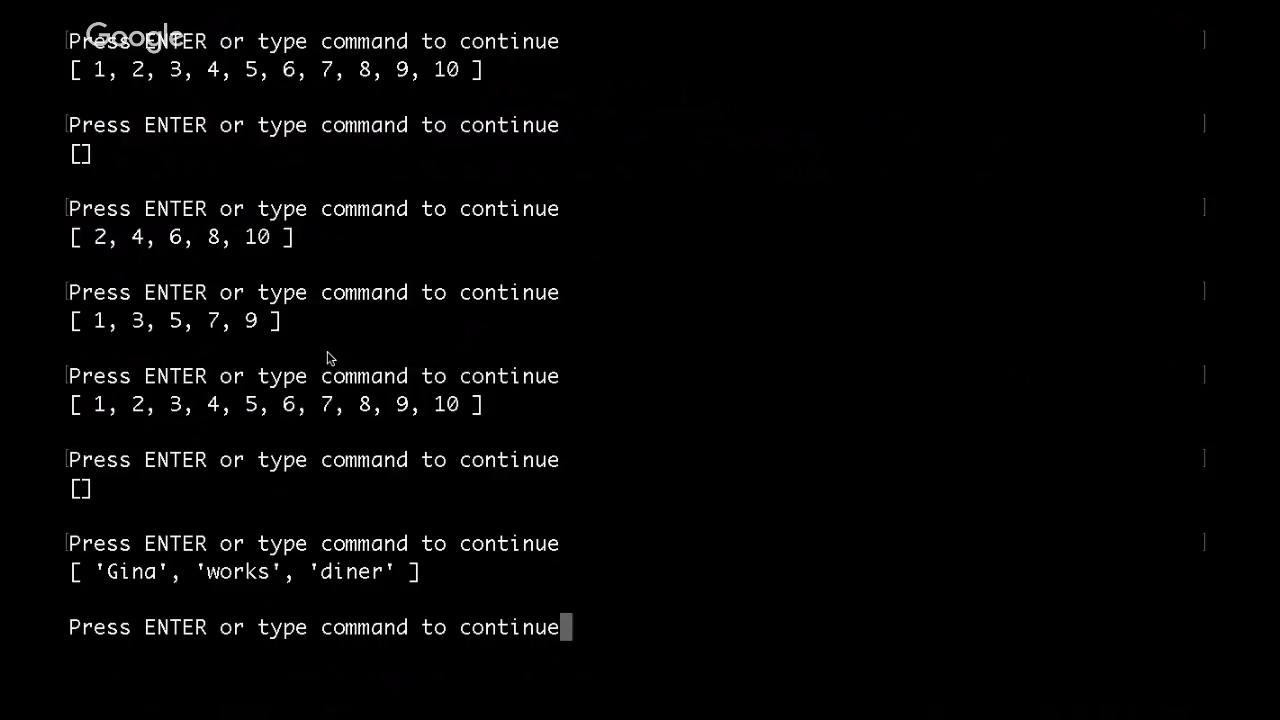 Google
Press ENTER or type command to continue
[ 1, 2, 3, 4, 5, 6, 7, 8, 9, 10 ]
[Press ENTER or type command to continue ]
[]
[Press ENTER or type command to continue ]
[ 2, 4, 6, 8, 10 ]
[Press ENTER or type command to continue ]
[ 1, 3, 5, 7, 9 ]
[Press ENTER or type command to continue ]
[ 1, 2, 3, 4, 5, 6, 7, 8, 9, 10 ]
[Press ENTER or type command to continue ]
[]
[Press ENTER or type command to continue ]
[ 'Gina', 'works', 'diner' ]
Press ENTER or type command to continue